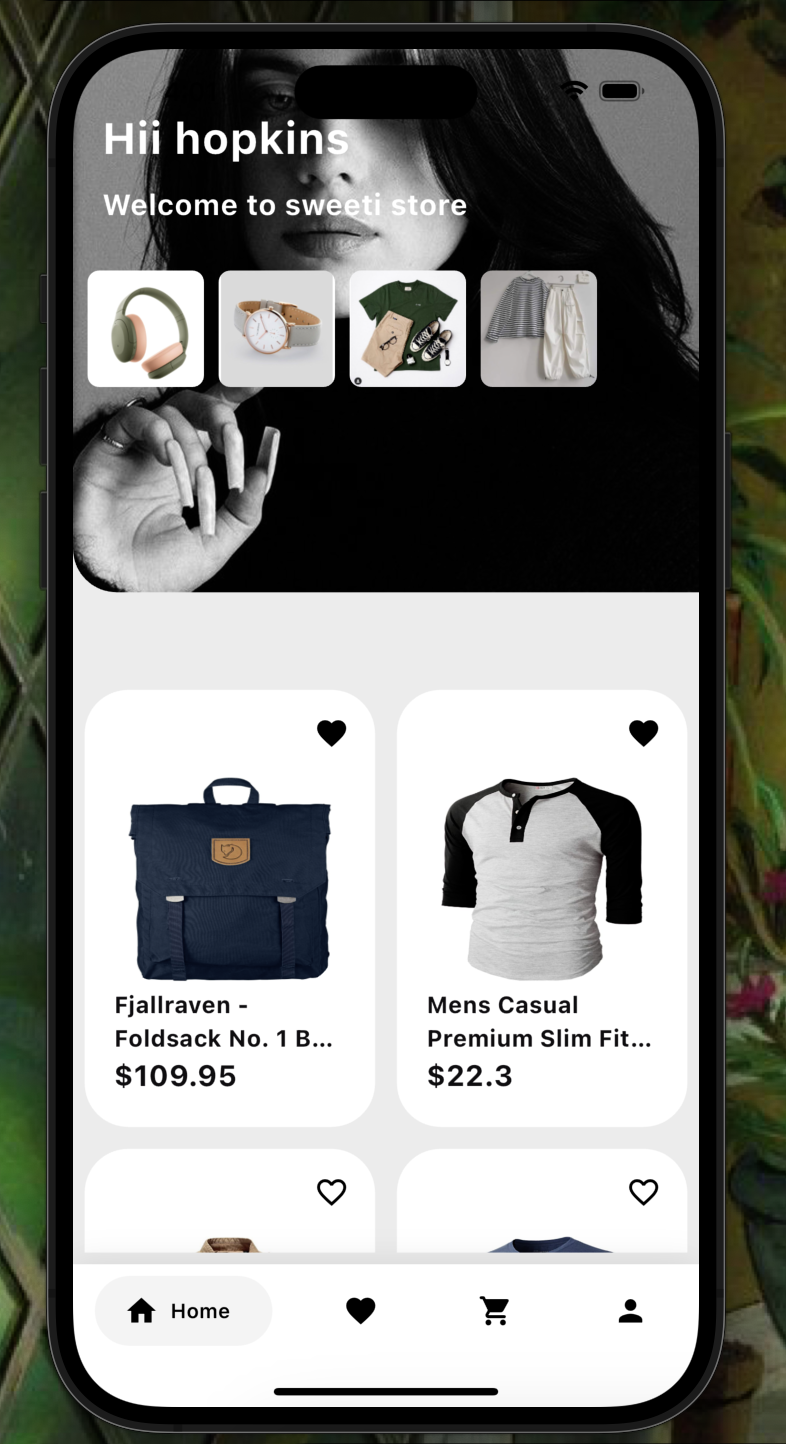 Hii hopkins
Welcome to sweeti store
Fjallraven -
Foldsack No. 1 B...
$109.95
Mens Casual
Premium Slim Fit...
$22.3
Home